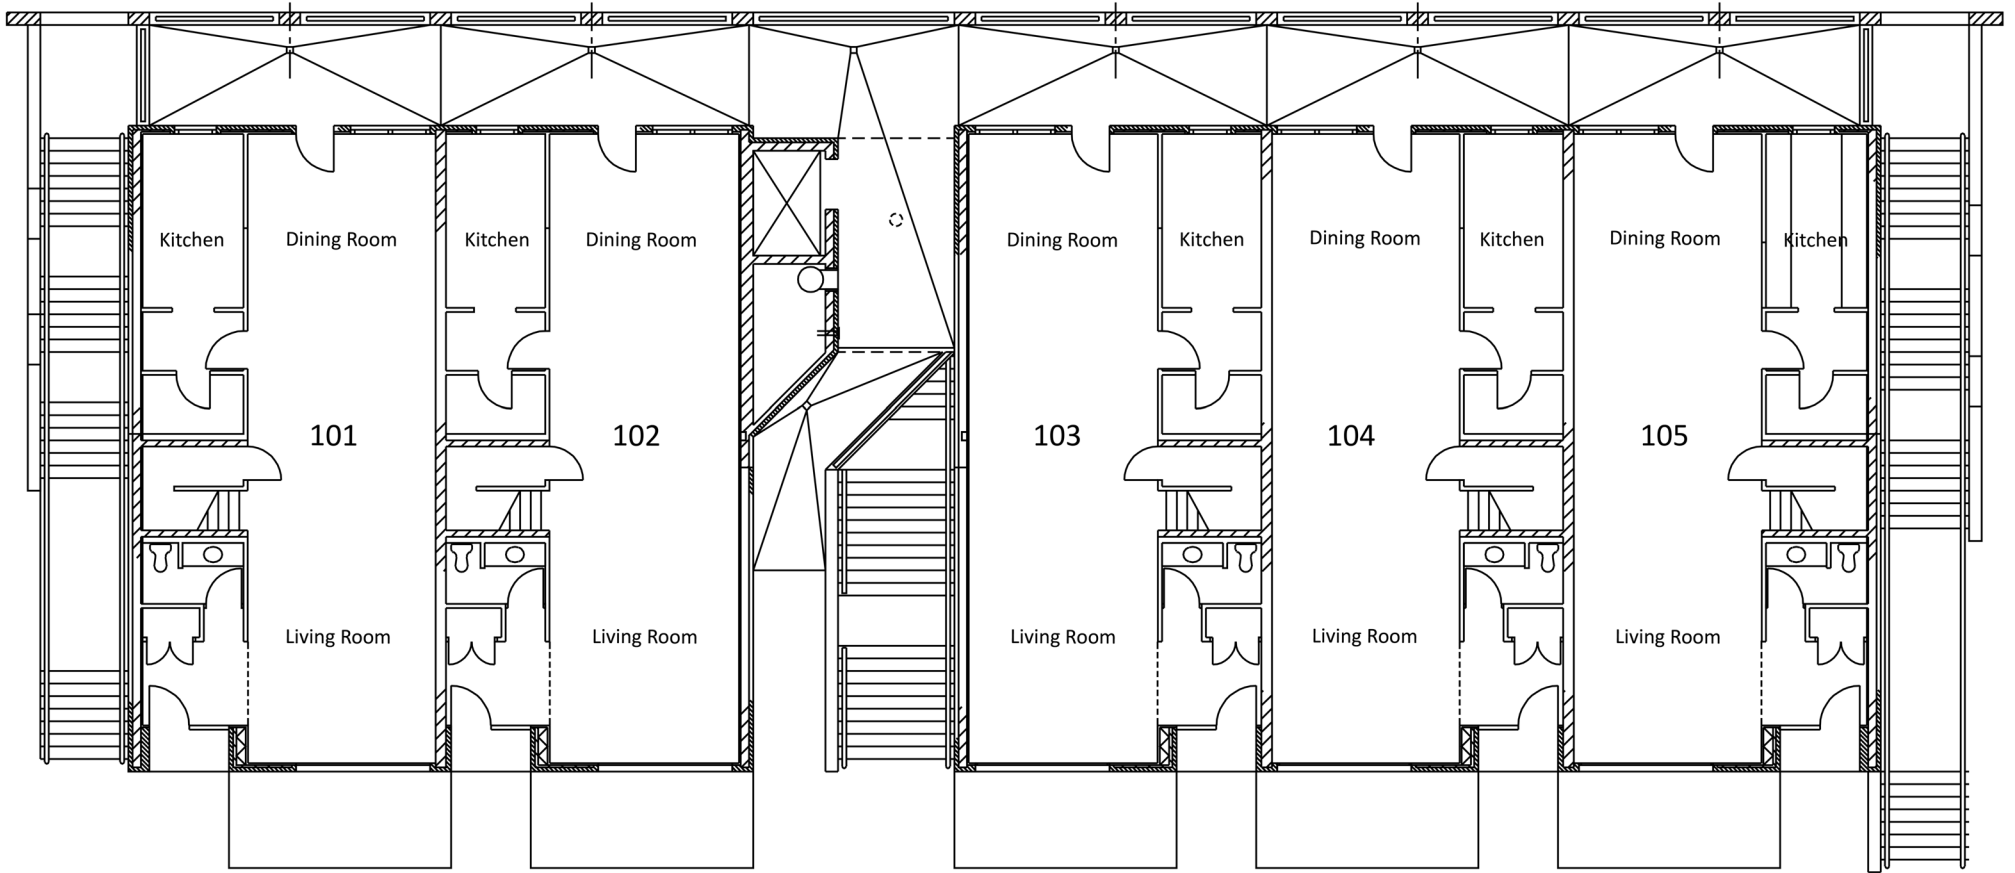 Kitchen Dining Room Kitchen Dining Room Dining Room Kitchen Dining Room Kitchen Dining Room Kitchen
101 102 103 104 105
Living Room Living Room Living Room Living Room Living Room